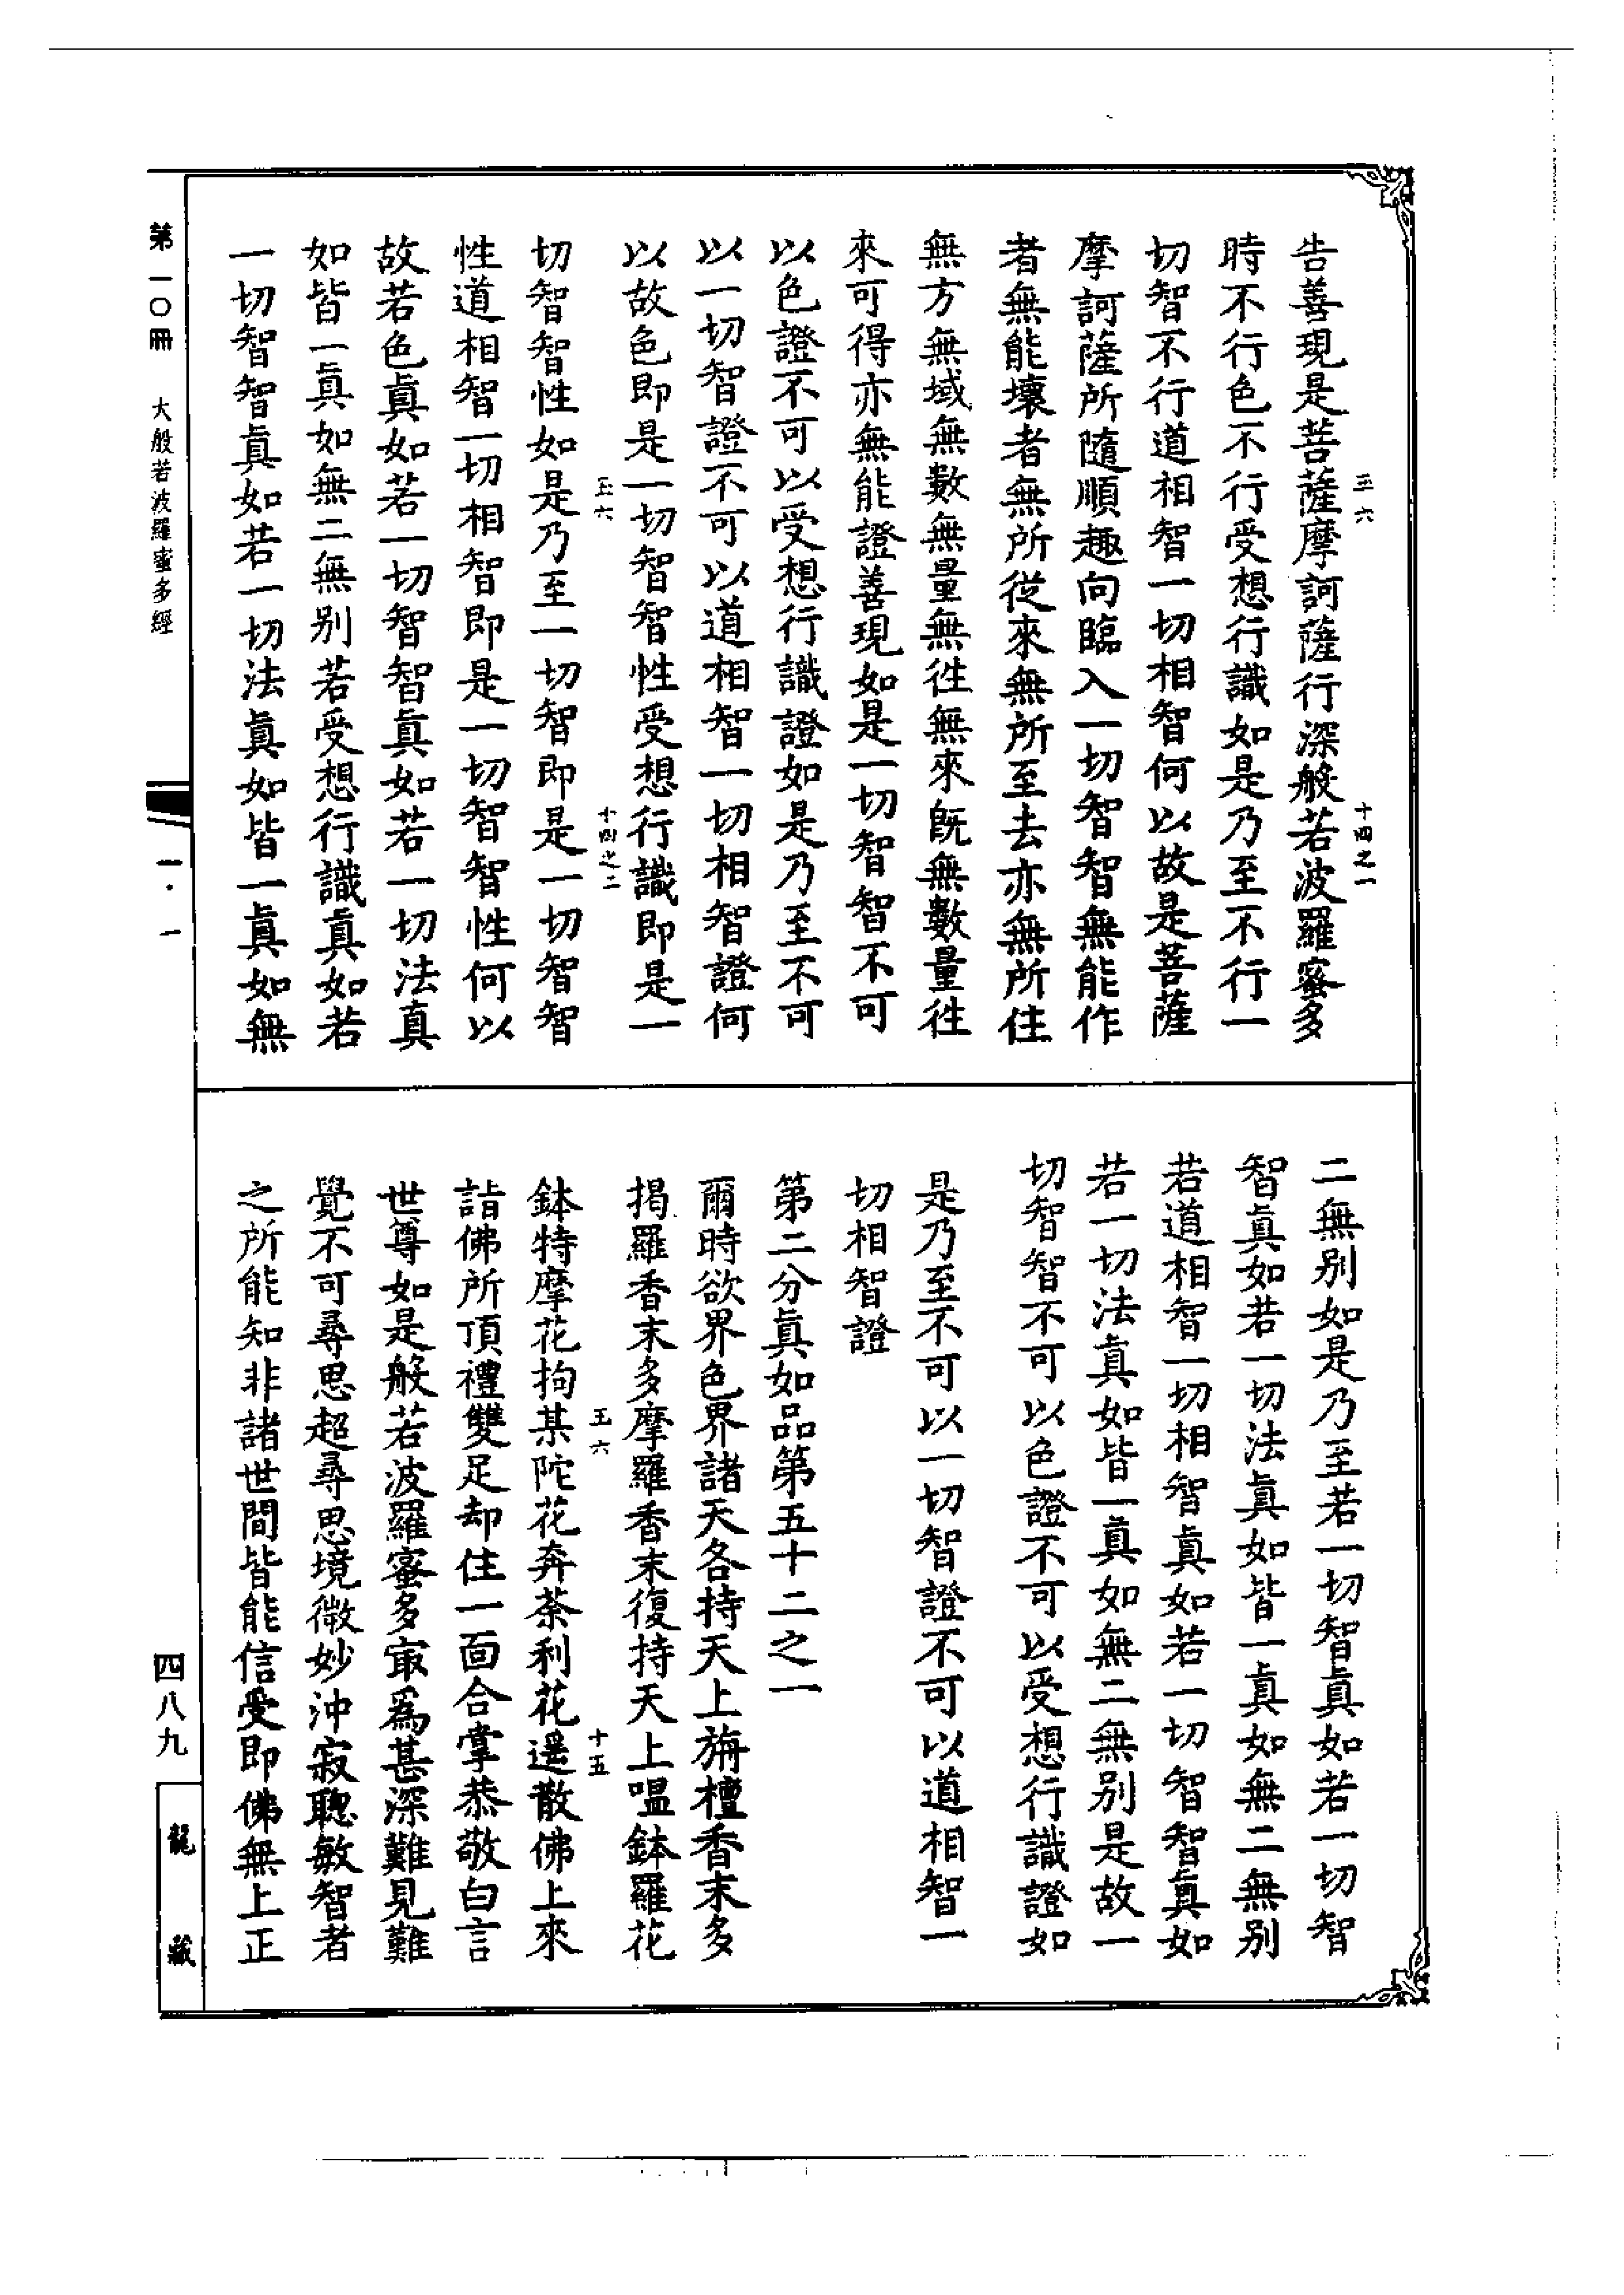 告善現是菩薩摩訶薩行深般若波羅蜜多
時不行色不行受想行識如是乃至不行一
切智不行道相智一切相智何以故是菩薩
摩訶薩所隨順趣向臨入一切智智無能作
者無能壞者無所從來無所至去亦無所住
無方無域無數無量無徃無來既無數量徃
來可得亦無能證善現如是一切智智不可
以色證不可以受想行識證如是乃至不可
以一切智證不可以道相智一切相智證何
以故色即是一切智智性受想行識即是一
切智智性如是乃至一切智即是一切智智
性道相智一切相智即是一切智智性何以
故若色真如若一切智智真如若一切法真
如皆一真如無二無別若受想行識真如若
一切智智真如若一切法真如皆一真如無
二無別如是乃至若一切智真如若一切智
智真如若一切法真如皆一真如無二無別
若道相智一切相智真如若一切智智真如
若一切法真如皆一真如無二無別是故一
切智智不可以色證不可以受想行識證如
是乃至不可以一切智證不可以道相智一
切相智證
第二分真如品第五十二之一
爾時欲界色界諸天各持天上旃檀香末多
揭羅香末多摩羅香末復持天上嗢鉢羅花
鉢特摩花拘某陀花奔荼利花遥散佛上來
詣佛所頂禮雙足却住一面合掌恭敬白言
世尊如是般若波羅蜜多㝡為甚深難見難
覺不可尋思超尋思境微妙沖寂聰敏智者
之所能知非諸世間皆能信受即佛無上正
十四之一
十四之二
十五
第一〇冊 大般若波羅蜜多經
一·一
四八九
龍藏